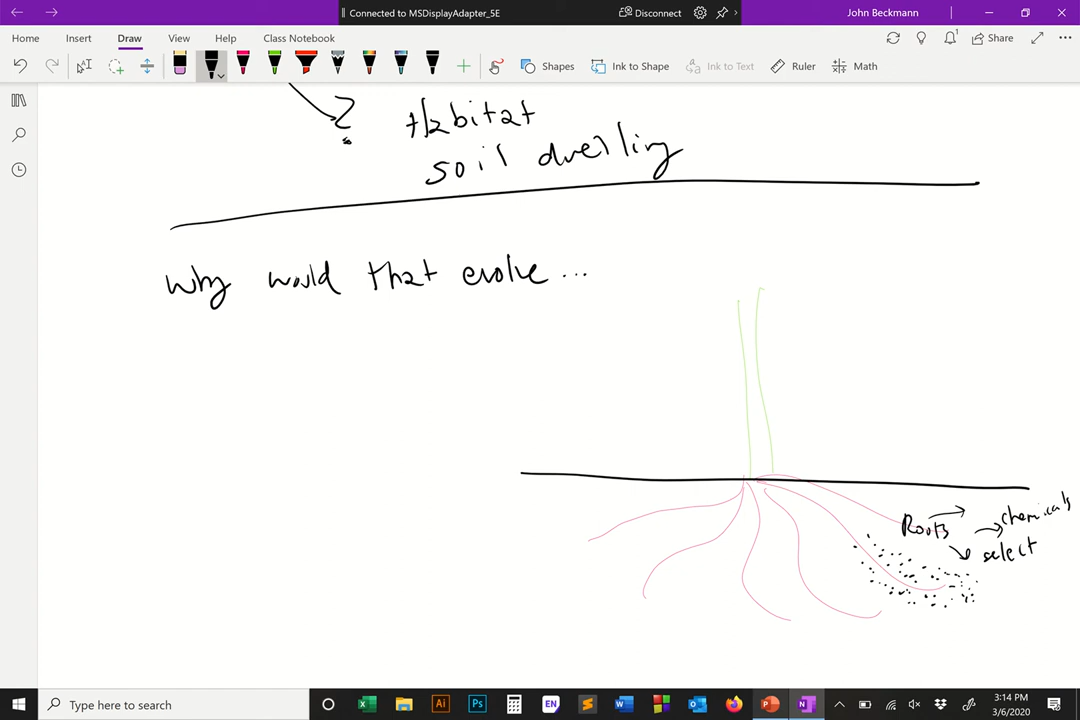 Connected to MSDisplayAdapter_5E
Disconnect
John Beckmann
Home Insert Draw View Help Class Notebook
Share
Shapes Ink to Shape Ink to Text Ruler Math
? Habitat
soil dwelling
why would that evolve...
Roots → → chemicals
→ select
Type here to search
3:14 PM
3/6/2020